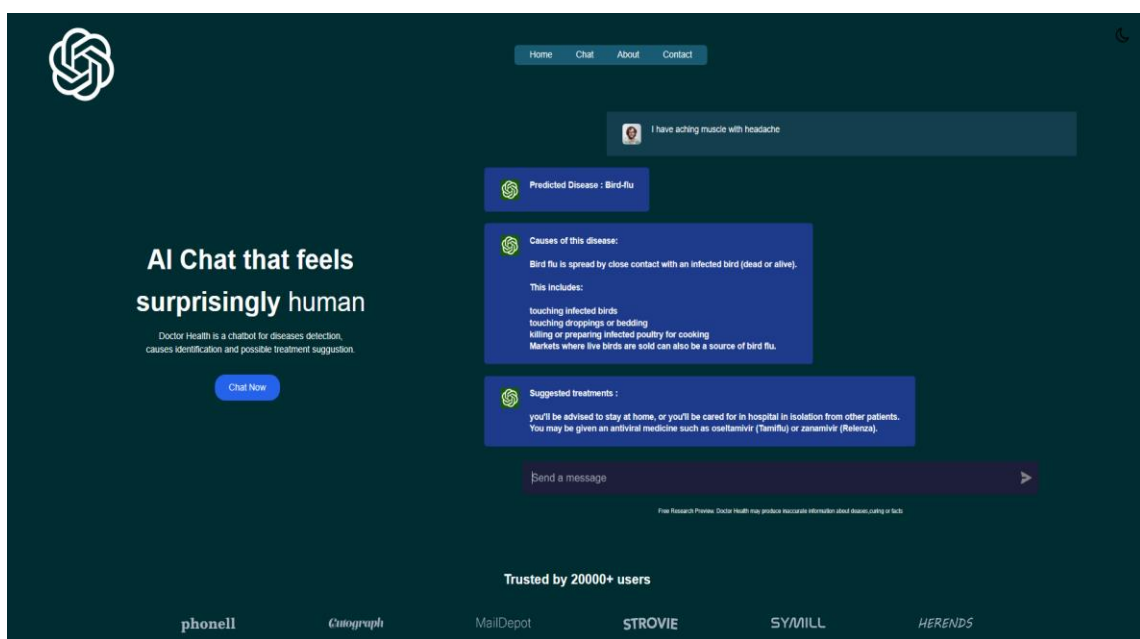 Home Chat About Contact
I have aching muscle with headache
Predicted Disease : Bird-flu
Causes of this disease:
Bird flu is spread by close contact with an infected bird (dead or alive).
This includes:
touching infected birds
touching droppings or bedding
killing or preparing infected poultry for cooking
Markets where live birds are sold can also be a source of bird flu.
Suggested treatments :
you'll be advised to stay at home, or you'll be cared for in hospital in isolation from other patients.
You may be given an antiviral medicine such as oseltamivir (Tamiflu) or zanamivir (Relenza).
Send a message
Free Research Preview. Doctor Health may produce inaccurate information about diseases,curing or facts
AI Chat that feels
surprisingly human
Doctor Health is a chatbot for diseases detection,
causes identification and possible treatment suggustion.
Chat Now
Trusted by 20000+ users
phonell Cutograph MailDepot STROVIE SYMILL HERENDS